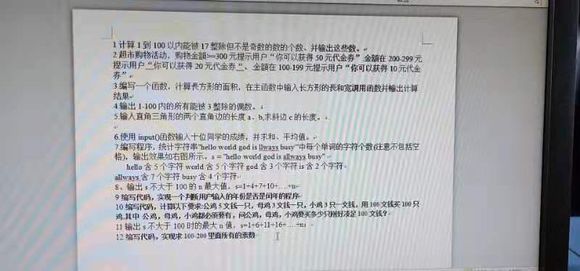 1 计算 1 到 100 以内能被 17 整除但不是奇数的数的个数、并输出这些数。
2 超市购物活动，购物金额>=300 元提示用户“你可以获得 50 元代金券”，金额在 200-299 元
提示用户“你可以获得 20 元代金券”、金额在 100-199 元提示用户“你可以获得 10 元代金
券”
3 编写一个函数，计算长方形的面积，在主函数中输入长方形的长和宽调用函数并输出计算
结果
4.输出 1-100 内的所有能被 3 整除的偶数。
5.输入直角三角形的两个直角边的长度 a、b,求斜边 c 的长度。
6.使用 input()函数输入十位同学的成绩，并求和、平均值。
7.编写程序，统计字符串"hello world god is llways busy"中每个单词的字符个数(注意不包括空
格)，输出效果如右图所示。s = "hello world god is allways busy"
hello 含 5 个字符 world 含 5 个字符 god 含 3 个字符 is 含 2 个字符
allways 含 7 个字符 busy 含 4 个字符
8、输出 s 不大于 100 的 n 最大值，s=1+4+7+10+…+n
9 编写代码，实现一个判断用户输入的年份是否是闰年的程序
10 编写代码，计算以下要求:公鸡 5 文钱一只，母鸡 3 文钱一只，小鸡 3 只一文钱，用 100 文钱买 100 只
鸡,其中 公鸡，母鸡，小鸡都必须要有，问公鸡，母鸡，小鸡要买多少只刚好凑足 100 文钱？
11 输出 s 不大于 100 时的最大 n 值，s=1+6+11+16+…+n
12 编写代码，实现求 100-200 里面所有的素数